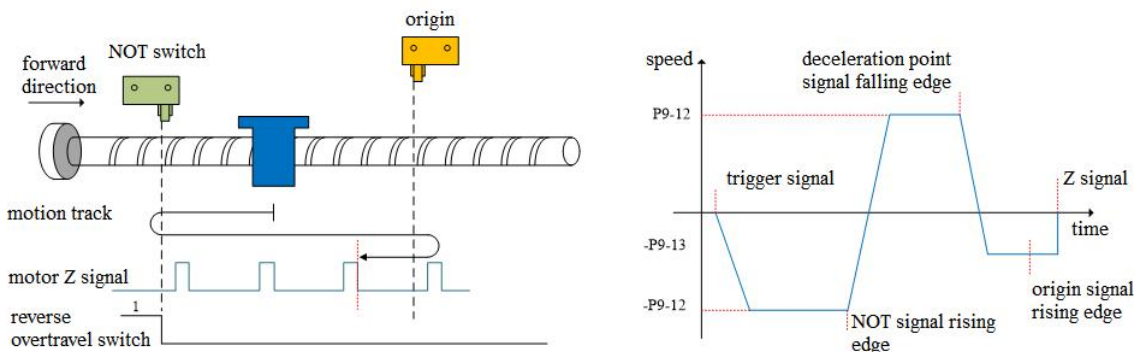 origin
NOT switch
forward
direction
motion track
motor Z signal
reverse
overtravel switch
1
speed
deceleration point
signal falling edge
P9-12
trigger signal
Z signal
time
-P9-13
-P9-12
origin signal
rising edge
NOT signal rising
edge